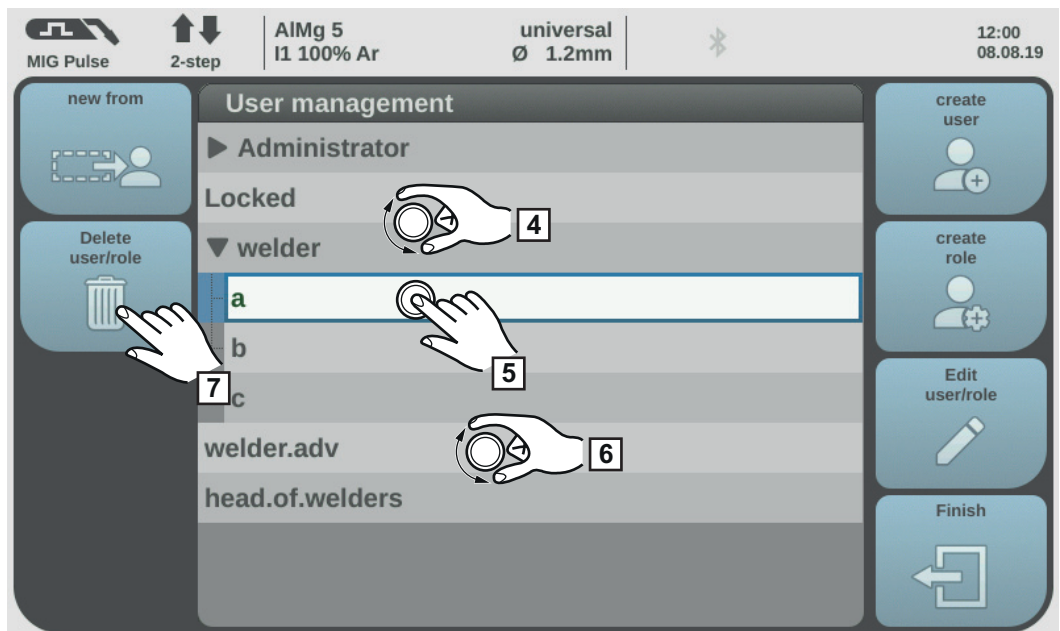 MIG Pulse
2-step
AlMg 5
I1 100% Ar
universal
Ø 1.2mm
12:00
08.08.19
new from
Delete
user/role
User management
Administrator
Locked
welder
a
b
c
welder.adv
head.of.welders
4
5
6
7
create
user
create
role
Edit
user/role
Finish